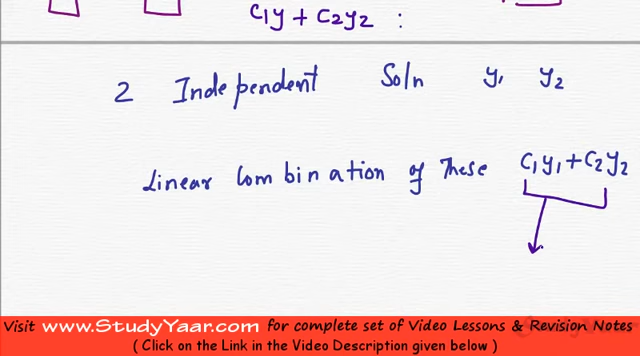 C1y + C2y2 :
2 Independent Soln y1 y2
Linear Combination of These C1y1 + C2y2
Visit www.StudyYaar.com for complete set of Video Lessons & Revision Notes
( Click on the Link in the Video Description given below )